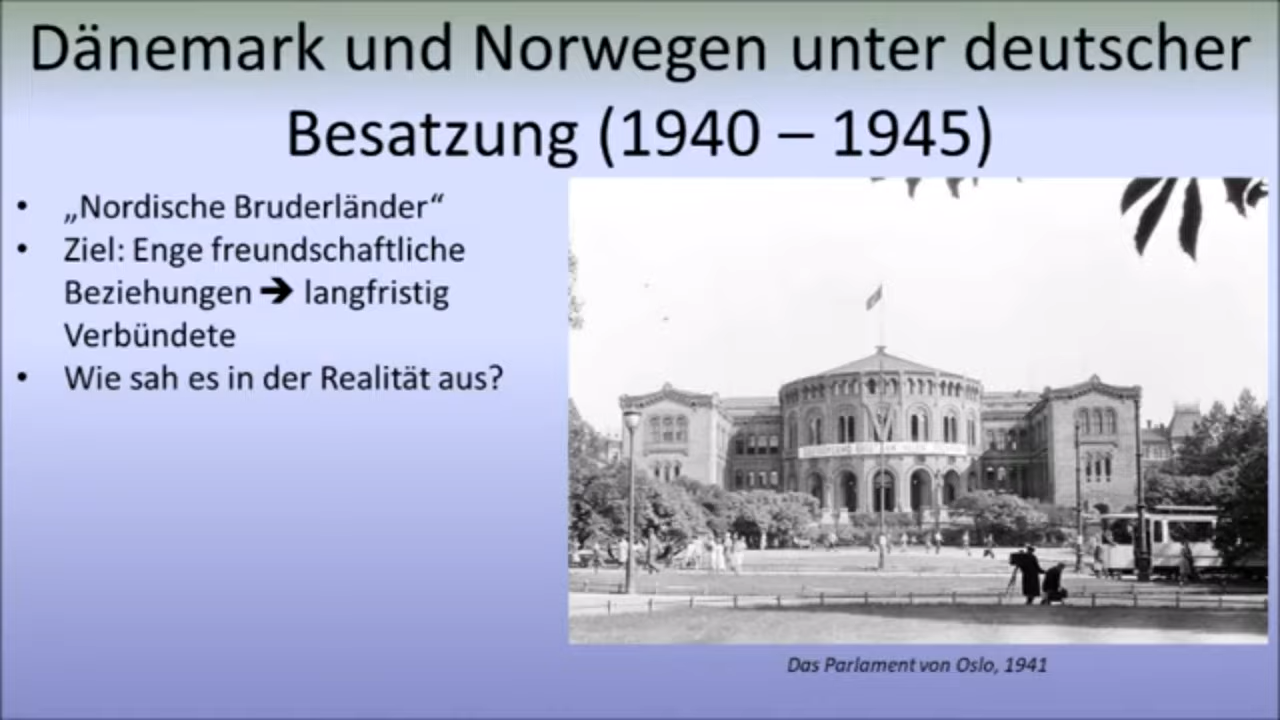 Dänemark und Norwegen unter deutscher
Besatzung (1940 – 1945)
• „Nordische Bruderländer“
• Ziel: Enge freundschaftliche
Beziehungen 🡺 langfristig
Verbündete
• Wie sah es in der Realität aus?
Das Parlament von Oslo, 1941